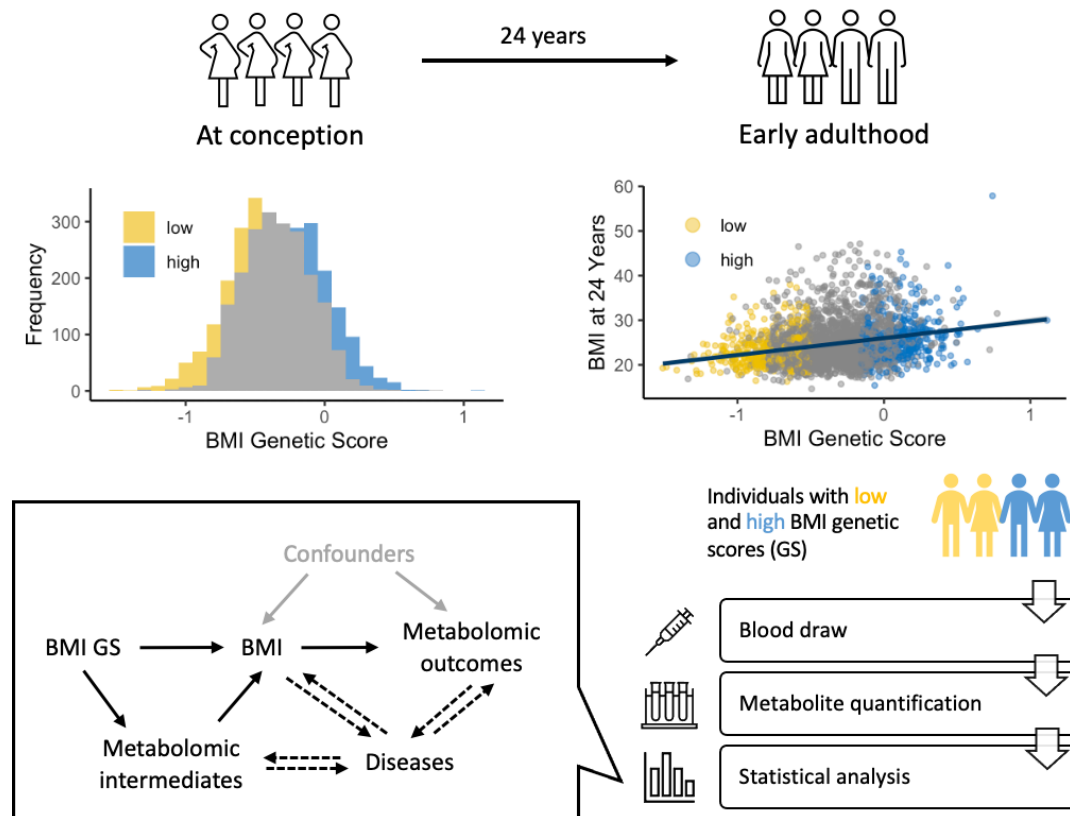 24 years
At conception
Early adulthood
Frequency
300
200
100
0
low
high
-1
0
1
BMI Genetic Score
BMI at 24 Years
60
50
40
30
20
low
high
-1
0
1
BMI Genetic Score
Individuals with low
and high BMI genetic
scores (GS)
Blood draw
Metabolite quantification
Statistical analysis
Confounders
BMI GS
BMI
Metabolomic
outcomes
Metabolomic
intermediates
Diseases